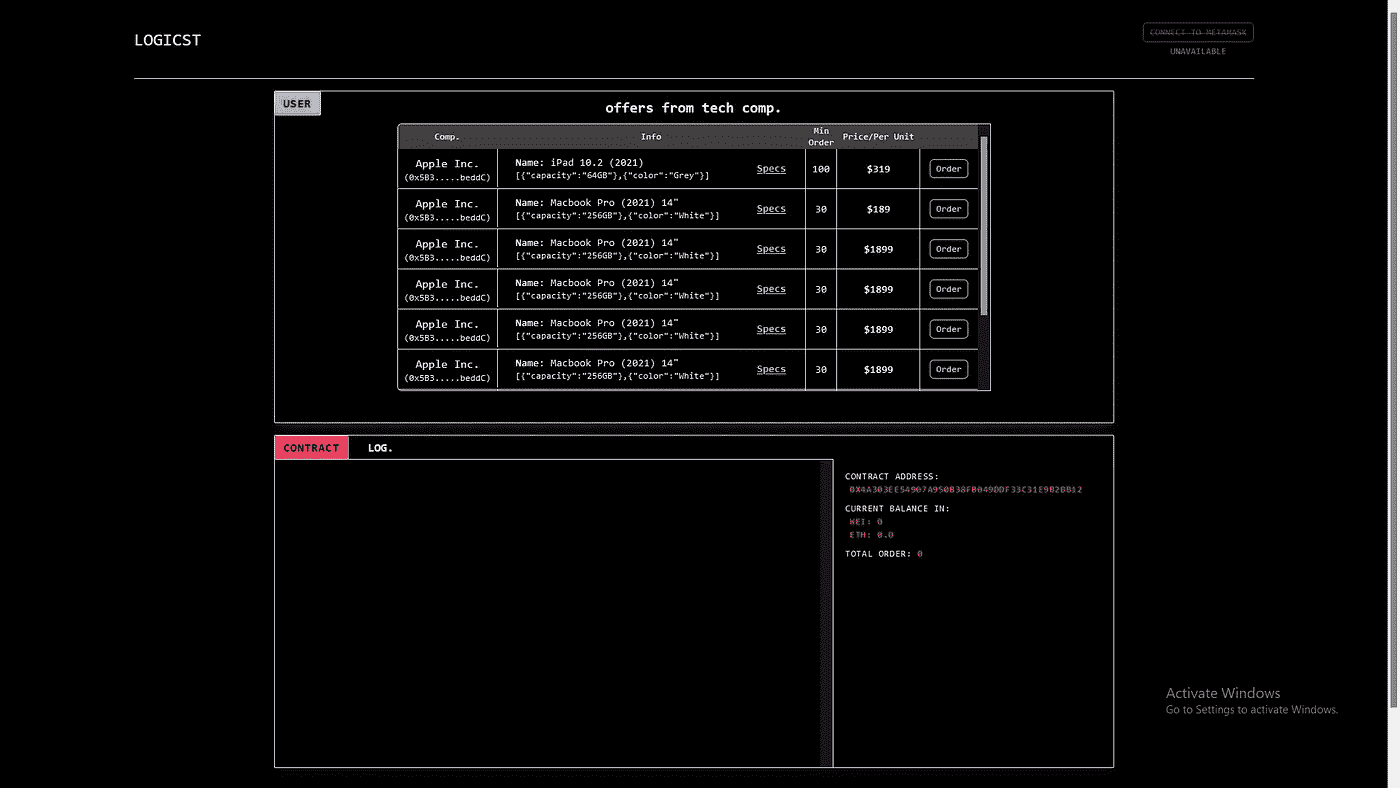 LOGICST
CONNECT TO METAMASK
UNAVAILABLE
USER
offers from tech comp.
Comp. Info Min Order Price/Per Unit
Apple Inc. Name: iPad 10.2 (2021)
(0x5B3.....beddC) [{"capacity":"64GB"},{"color":"Grey"}] Specs 100 $319 Order
Apple Inc. Name: Macbook Pro (2021) 14"
(0x5B3.....beddC) [{"capacity":"256GB"},{"color":"White"}] Specs 30 $189 Order
Apple Inc. Name: Macbook Pro (2021) 14"
(0x5B3.....beddC) [{"capacity":"256GB"},{"color":"White"}] Specs 30 $1899 Order
Apple Inc. Name: Macbook Pro (2021) 14"
(0x5B3.....beddC) [{"capacity":"256GB"},{"color":"White"}] Specs 30 $1899 Order
Apple Inc. Name: Macbook Pro (2021) 14"
(0x5B3.....beddC) [{"capacity":"256GB"},{"color":"White"}] Specs 30 $1899 Order
Apple Inc. Name: Macbook Pro (2021) 14"
(0x5B3.....beddC) [{"capacity":"256GB"},{"color":"White"}] Specs 30 $1899 Order
CONTRACT LOG.
CONTRACT ADDRESS:
CURRENT BALANCE IN:
WEI: 0
ETH: 0.0
TOTAL ORDER: 0
Activate Windows
Go to Settings to activate Windows.